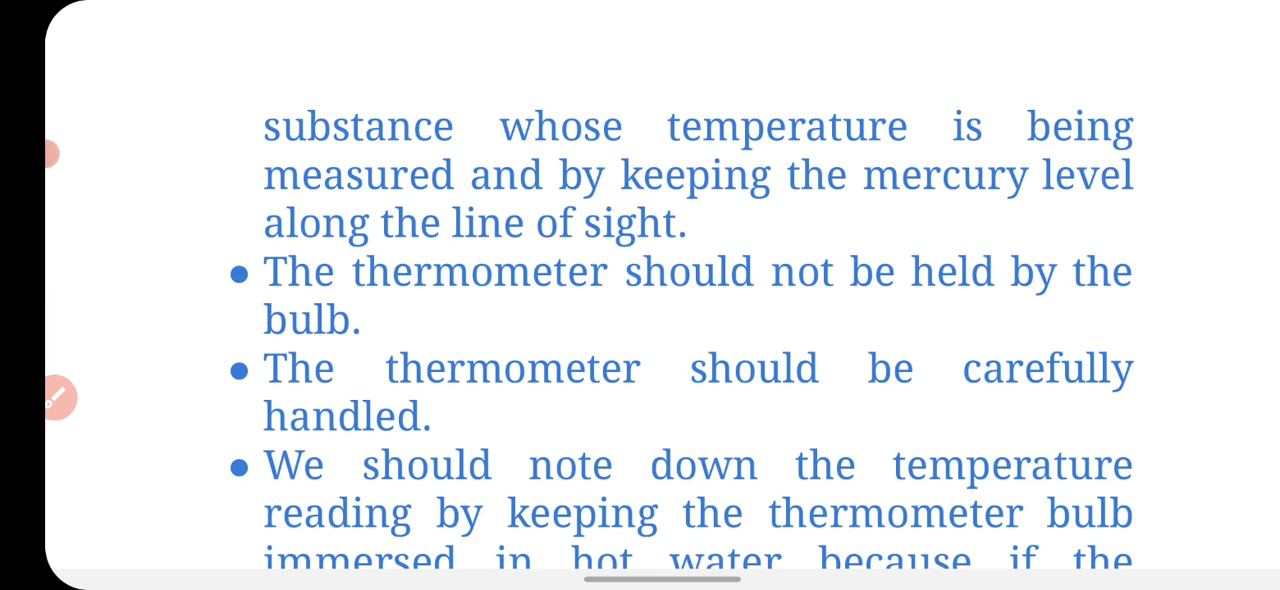 substance whose temperature is being
measured and by keeping the mercury level
along the line of sight.
● The thermometer should not be held by the
bulb.
● The thermometer should be carefully
handled.
● We should note down the temperature
reading by keeping the thermometer bulb
immersed in hot water because if the